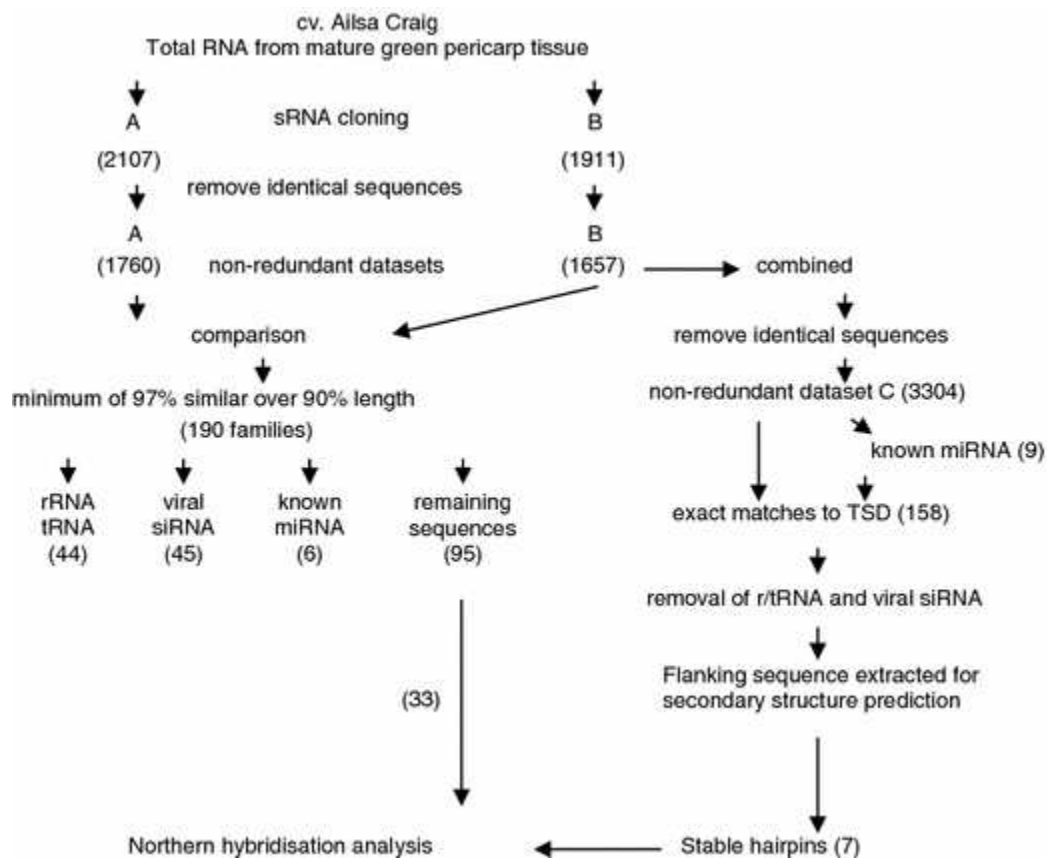 cv. Ailsa Craig
Total RNA from mature green pericarp tissue
A sRNA cloning B
(2107) (1911)
remove identical sequences
A B
(1760) non-redundant datasets (1657) combined
comparison remove identical sequences
minimum of 97% similar over 90% length non-redundant dataset C (3304)
(190 families)
known miRNA (9)
rRNA viral known remaining
tRNA siRNA miRNA sequences exact matches to TSD (158)
(44) (45) (6) (95)
removal of r/tRNA and viral siRNA
Flanking sequence extracted for
(33) secondary structure prediction
Northern hybridisation analysis Stable hairpins (7)